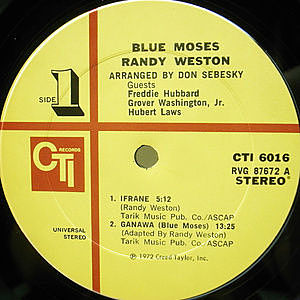 BLUE MOSES
RANDY WESTON
ARRANGED BY DON SEBESKY
Guests
Freddie Hubbard
Grover Washington, Jr.
Hubert Laws
SIDE 1
CTI RECORDS
CTI 6016
RVG 87672 A
STEREO
UNIVERSAL
STEREO
1. IFRANE 5:12
(Randy Weston)
Tarik Music Pub. Co./ASCAP
2. GANAWA (Blue Moses) 13:25
(Adapted By Randy Weston)
Tarik Music Pub. Co./ASCAP
Ⓟ 1972 Creed Taylor, Inc.